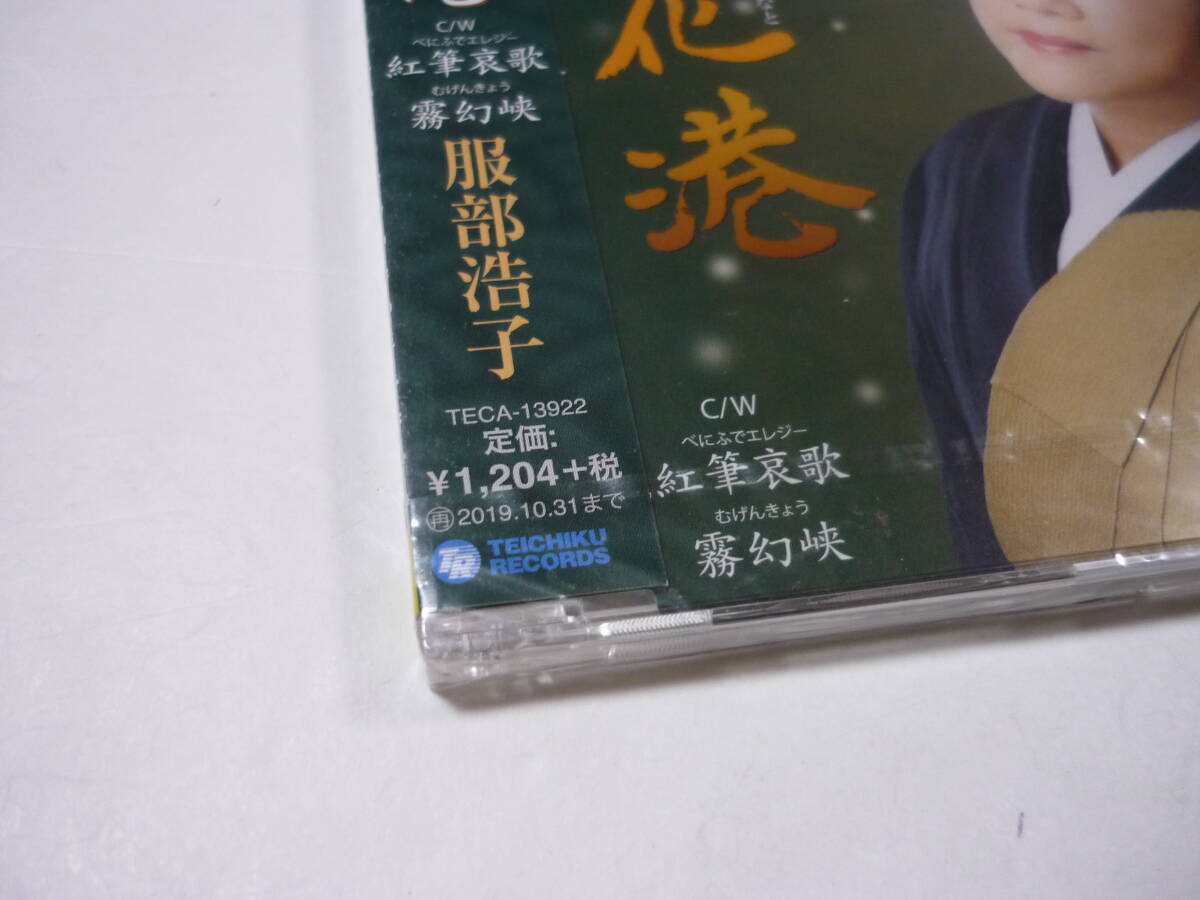 C/W
べにふでエレジー
紅筆哀歌
むげんきょう
霧幻峡
服部浩子
TECA-13922
定価:
¥1,204+税
再 2019.10.31まで
TR TEICHIKU
RECORDS
港
C/W
べにふでエレジー
紅筆哀歌
むげんきょう
霧幻峡